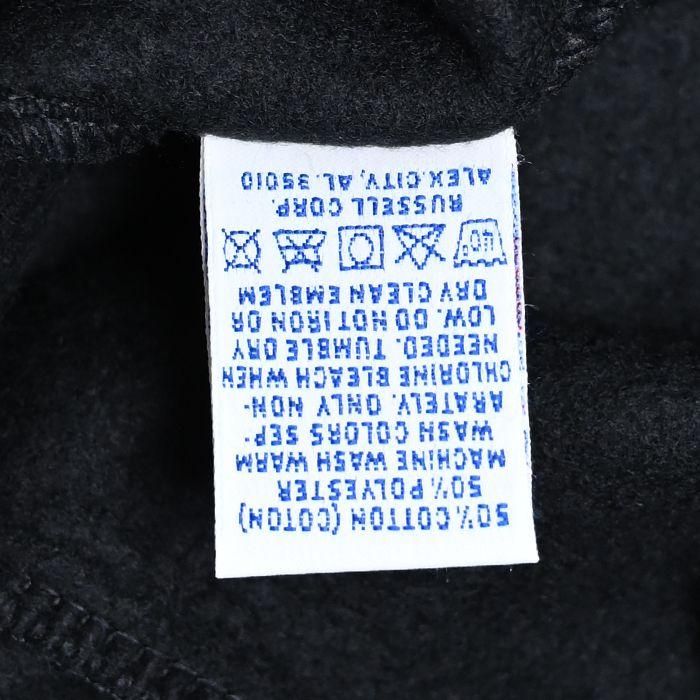 50% COTTON (COTON)
50% POLYESTER
MACHINE WASH WARM
WASH COLORS SEP-
ARATELY. ONLY NON-
CHLORINE BLEACH WHEN
NEEDED. TUMBLE DRY
LOW. DO NOT IRON OR
DRY CLEAN EMBLEM
40°
RUSSELL CORP.
ALEX.CITY, AL.35010